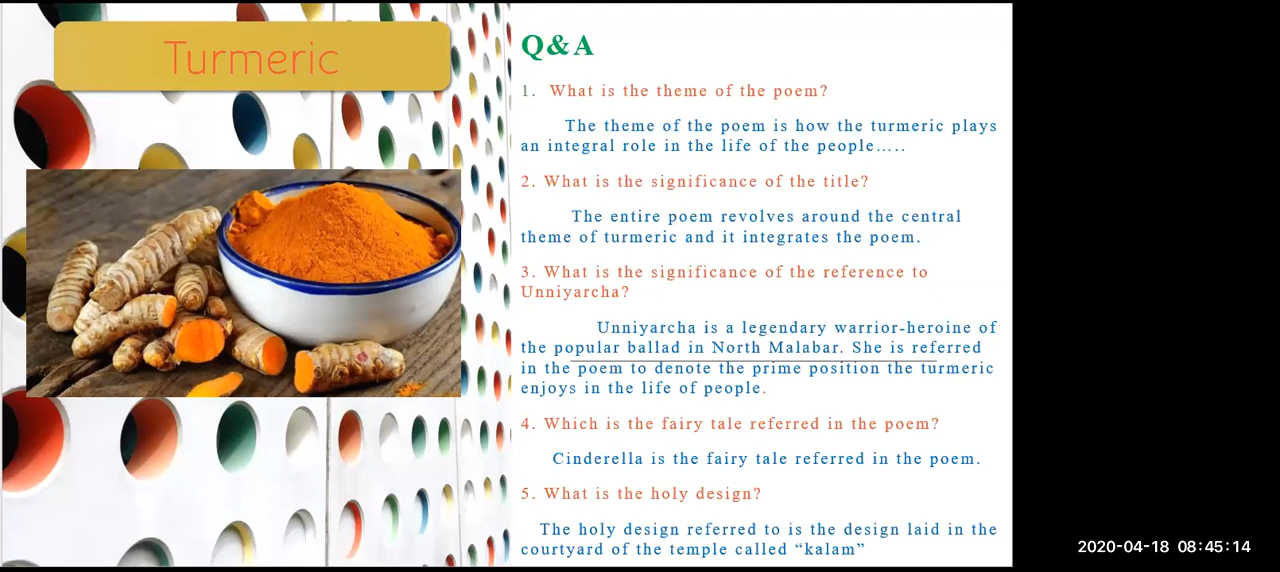 Turmeric
Q&A
1. What is the theme of the poem?
The theme of the poem is how the turmeric plays
an integral role in the life of the people.....
2. What is the significance of the title?
The entire poem revolves around the central
theme of turmeric and it integrates the poem.
3. What is the significance of the reference to
Unniyarcha?
Unniyarcha is a legendary warrior-heroine of
the popular ballad in North Malabar. She is referred
in the poem to denote the prime position the turmeric
enjoys in the life of people.
4. Which is the fairy tale referred in the poem?
Cinderella is the fairy tale referred in the poem.
5. What is the holy design?
The holy design referred to is the design laid in the
courtyard of the temple called “kalam”
2020-04-18 08:45:14